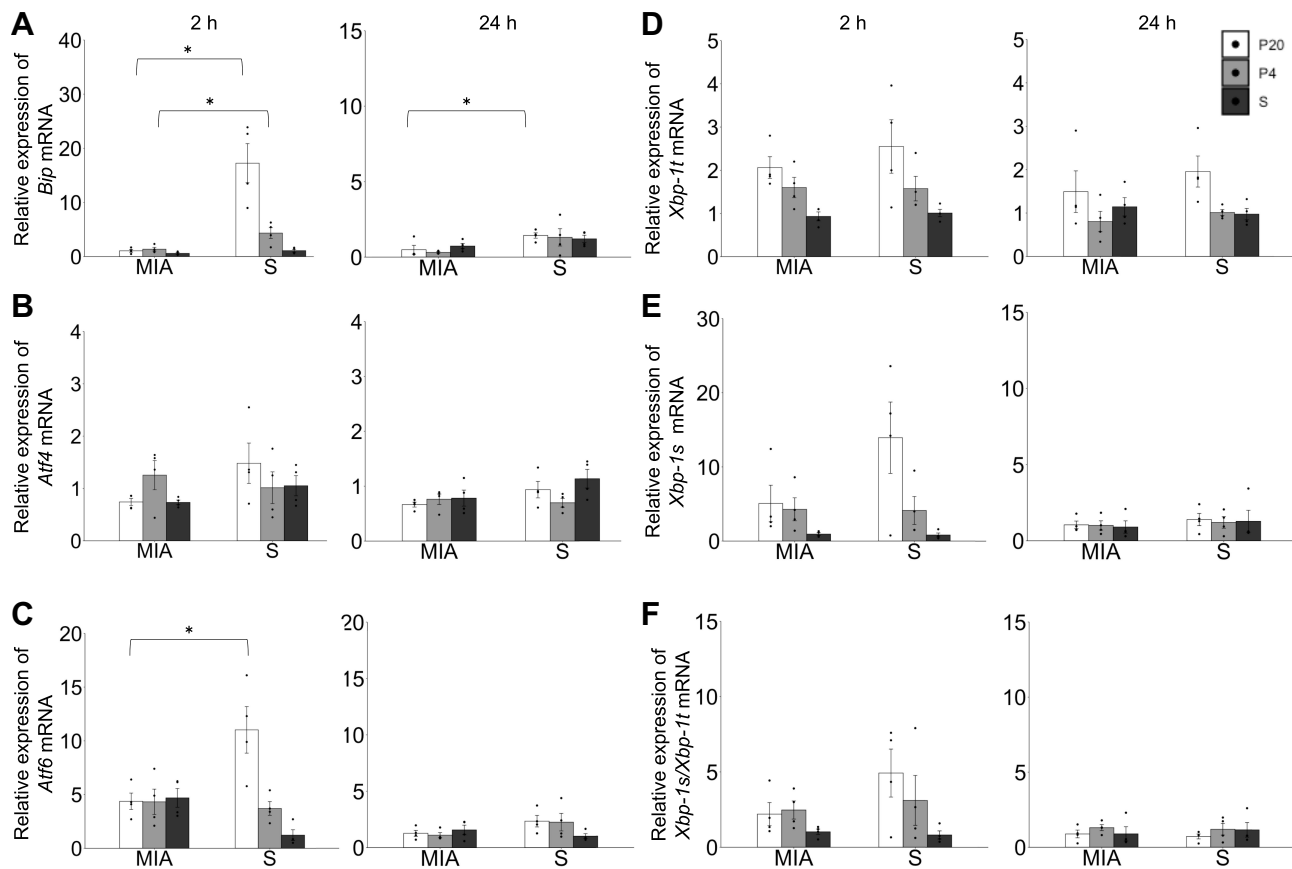 A
2 h
24 h
Relative expression of
Bip mRNA
40
30
20
10
0
*
*
MIA
S
15
10
5
0
*
MIA
S
B
Relative expression of
Atf4 mRNA
4
3
2
1
0
MIA
S
4
3
2
1
0
MIA
S
C
Relative expression of
Atf6 mRNA
20
15
10
5
0
*
MIA
S
20
15
10
5
0
MIA
S
D
2 h
24 h
Relative expression of
Xbp-1t mRNA
5
4
3
2
1
0
MIA
S
5
4
3
2
1
0
MIA
S
P20
P4
S
E
Relative expression of
Xbp-1s mRNA
30
20
10
0
MIA
S
15
10
5
0
MIA
S
F
Relative expression of
Xbp-1s/Xbp-1t mRNA
15
10
5
0
MIA
S
15
10
5
0
MIA
S